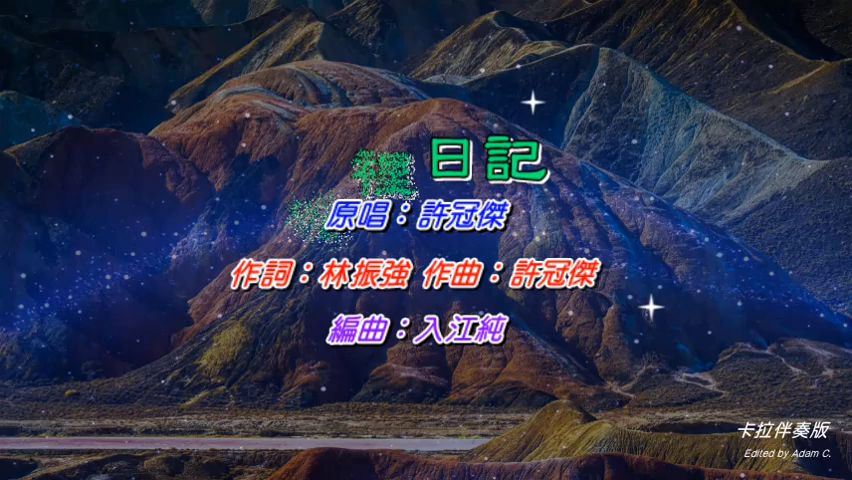 日記
原唱：許冠傑
作詞：林振強 作曲：許冠傑
編曲：入江純
卡拉伴奏版
Edited by Adam C.